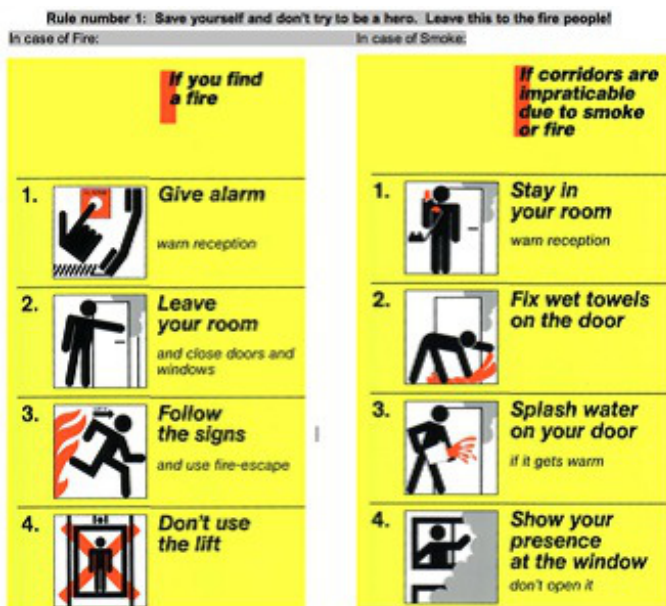 Rule number 1:  Save yourself and don't try to be a hero.  Leave this to the fire people!
In case of Fire:
If you find
a fire
1.
Give alarm
warn reception
2.
Leave
your room
and close doors and
windows
3.
Follow
the signs
and use fire-escape
4.
Don't use
the lift
In case of Smoke:
If corridors are
impraticable
due to smoke
or fire
1.
Stay in
your room
warn reception
2.
Fix wet towels
on the door
3.
Splash water
on your door
if it gets warm
4.
Show your
presence
at the window
don't open it